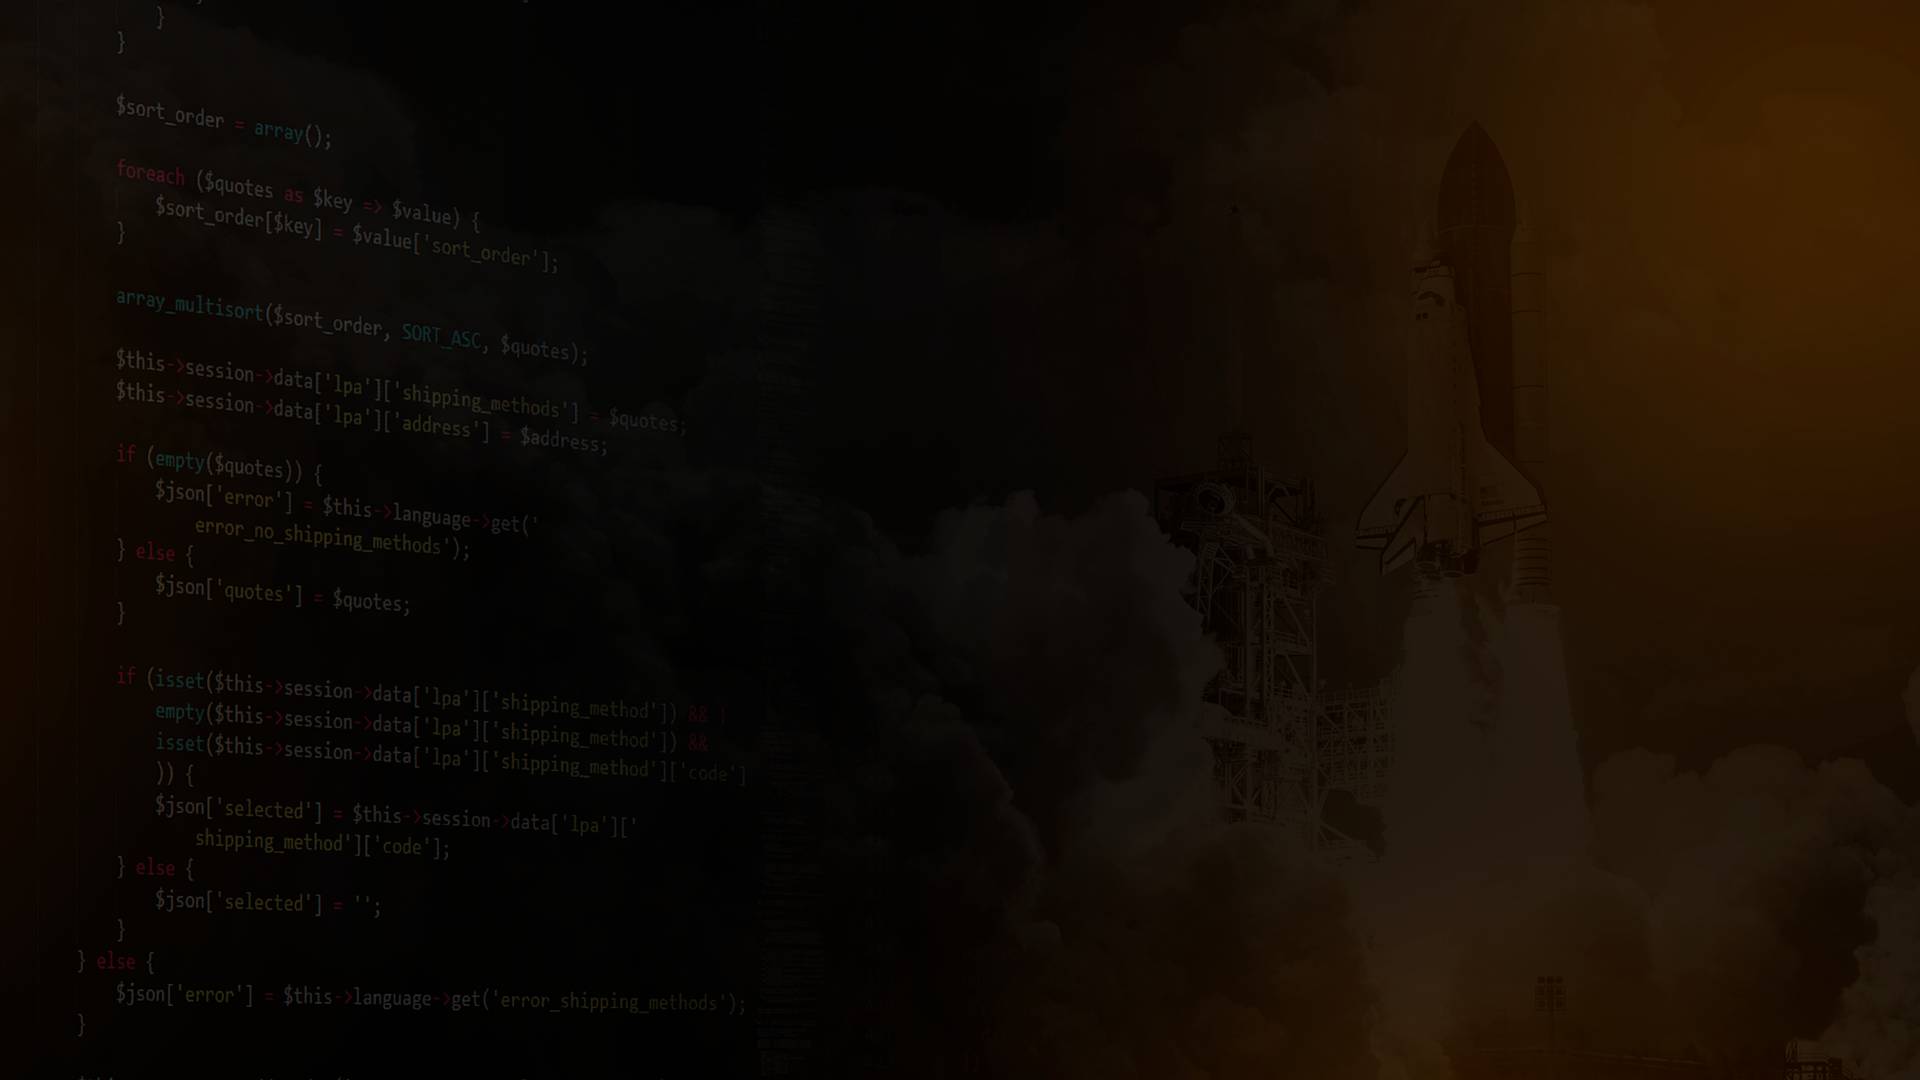 }
}
$sort_order = array();
foreach ($quotes as $key => $value) {
$sort_order[$key] = $value['sort_order'];
}
array_multisort($sort_order, SORT_ASC, $quotes);
$this->session->data['lpa']['shipping_methods'] = $quotes;
$this->session->data['lpa']['address'] = $address;
if (empty($quotes)) {
$json['error'] = $this->language->get('
error_no_shipping_methods');
} else {
$json['quotes'] = $quotes;
}
if (isset($this->session->data['lpa']['shipping_method']) && !
empty($this->session->data['lpa']['shipping_method']) &&
isset($this->session->data['lpa']['shipping_method']['code']
)) {
$json['selected'] = $this->session->data['lpa']['
shipping_method']['code'];
} else {
$json['selected'] = '';
}
} else {
$json['error'] = $this->language->get('error_shipping_methods');
}